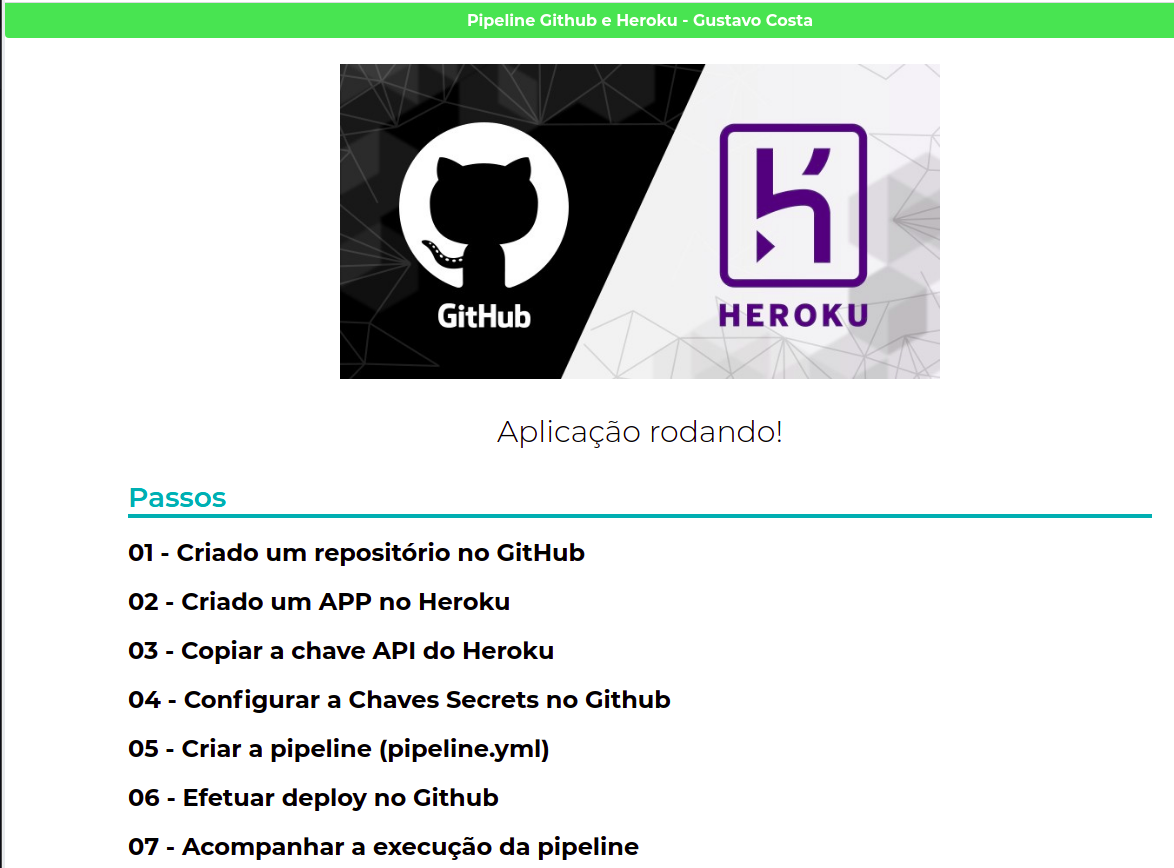 Pipeline Github e Heroku - Gustavo Costa
GitHub
HEROKU
Aplicação rodando!
Passos
01 - Criado um repositório no GitHub
02 - Criado um APP no Heroku
03 - Copiar a chave API do Heroku
04 - Configurar a Chaves Secrets no Github
05 - Criar a pipeline (pipeline.yml)
06 - Efetuar deploy no Github
07 - Acompanhar a execução da pipeline